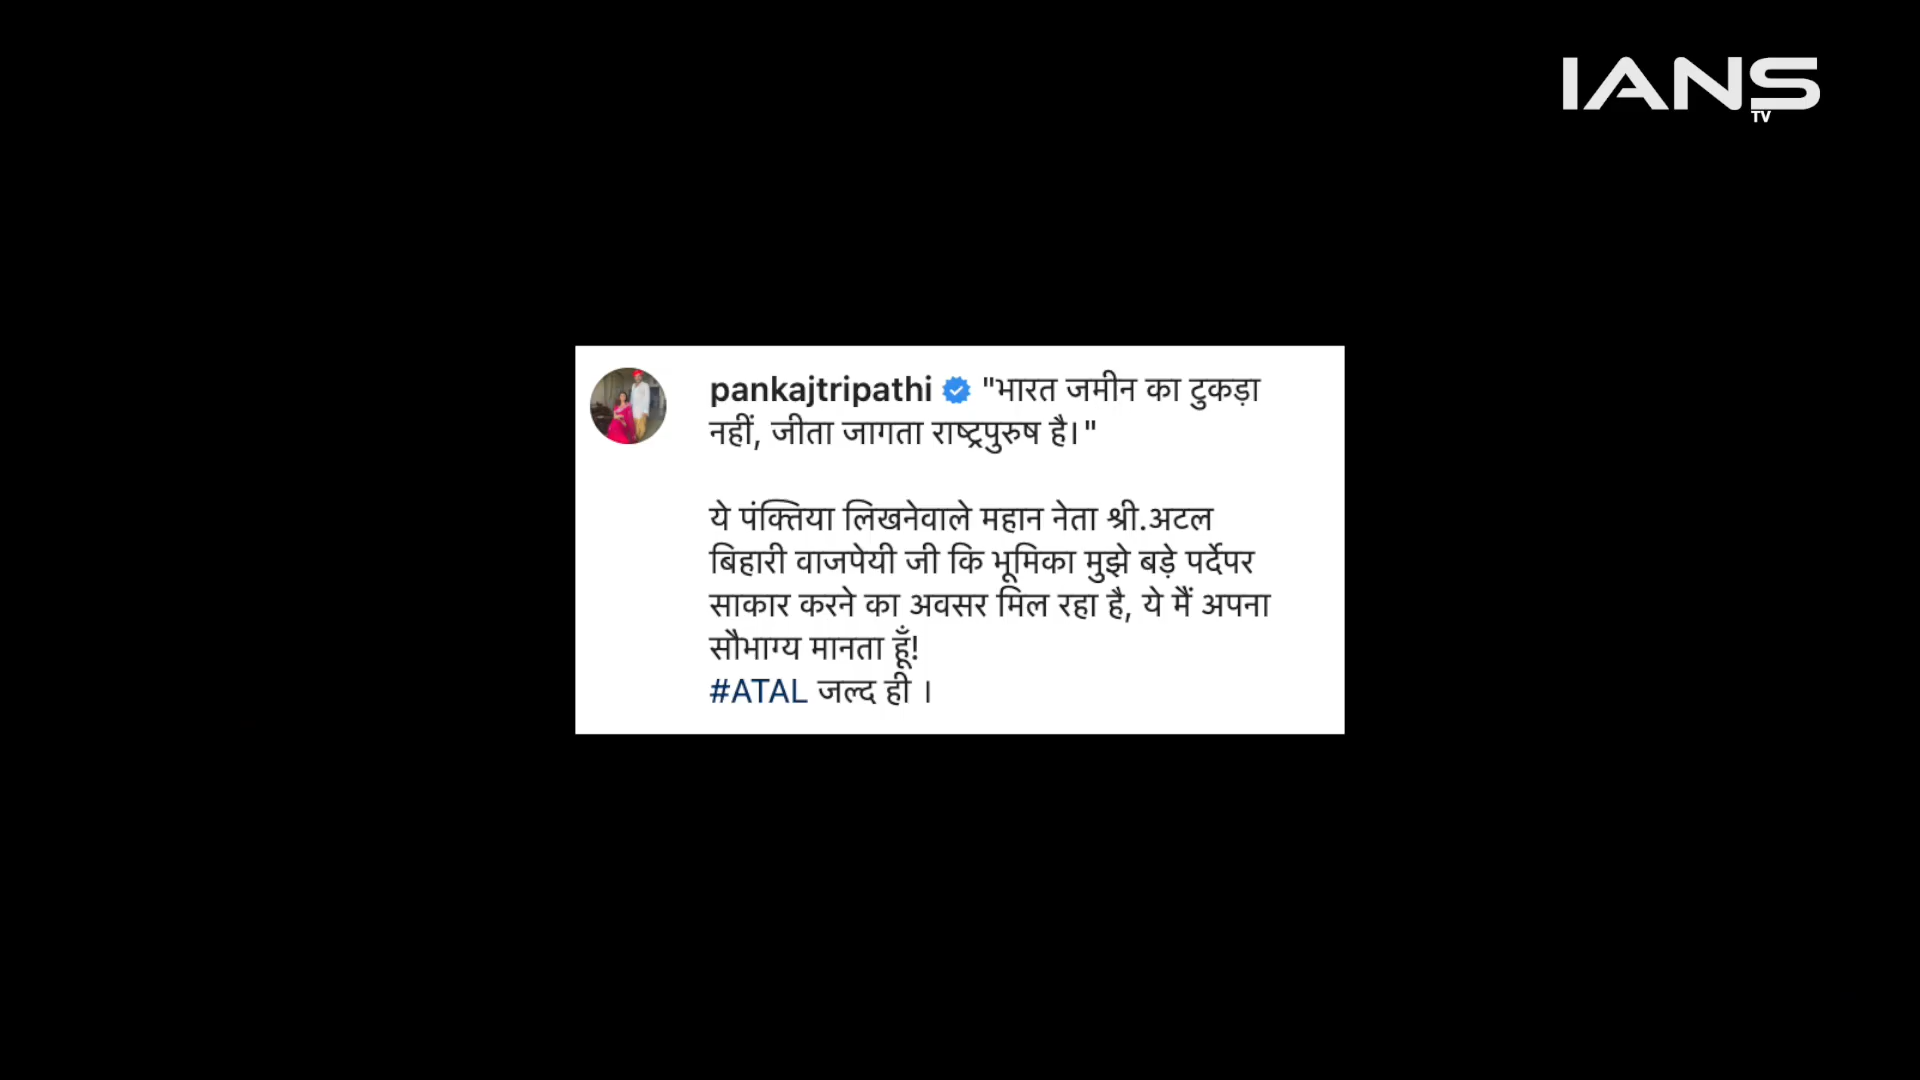 IANS
TV
pankajtripathi "भारत जमीन का टुकड़ा
नहीं, जीता जागता राष्ट्रपुरुष है।"
ये पंक्तिया लिखनेवाले महान नेता श्री.अटल
बिहारी वाजपेयी जी कि भूमिका मुझे बड़े पर्देपर
साकार करने का अवसर मिल रहा है, ये मैं अपना
सौभाग्य मानता हूँ!
#ATAL जल्द ही ।